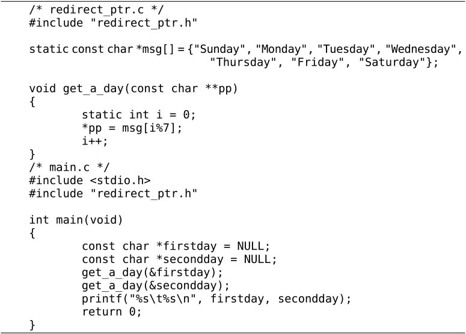 /* redirect_ptr.c */
#include "redirect_ptr.h"

static const char *msg[] = {"Sunday", "Monday", "Tuesday", "Wednesday",
                            "Thursday", "Friday", "Saturday"};

void get_a_day(const char **pp)
{
        static int i = 0;
        *pp = msg[i%7];
        i++;
}
/* main.c */
#include <stdio.h>
#include "redirect_ptr.h"

int main(void)
{
        const char *firstday = NULL;
        const char *secondday = NULL;
        get_a_day(&firstday);
        get_a_day(&secondday);
        printf("%s\t%s\n", firstday, secondday);
        return 0;
}